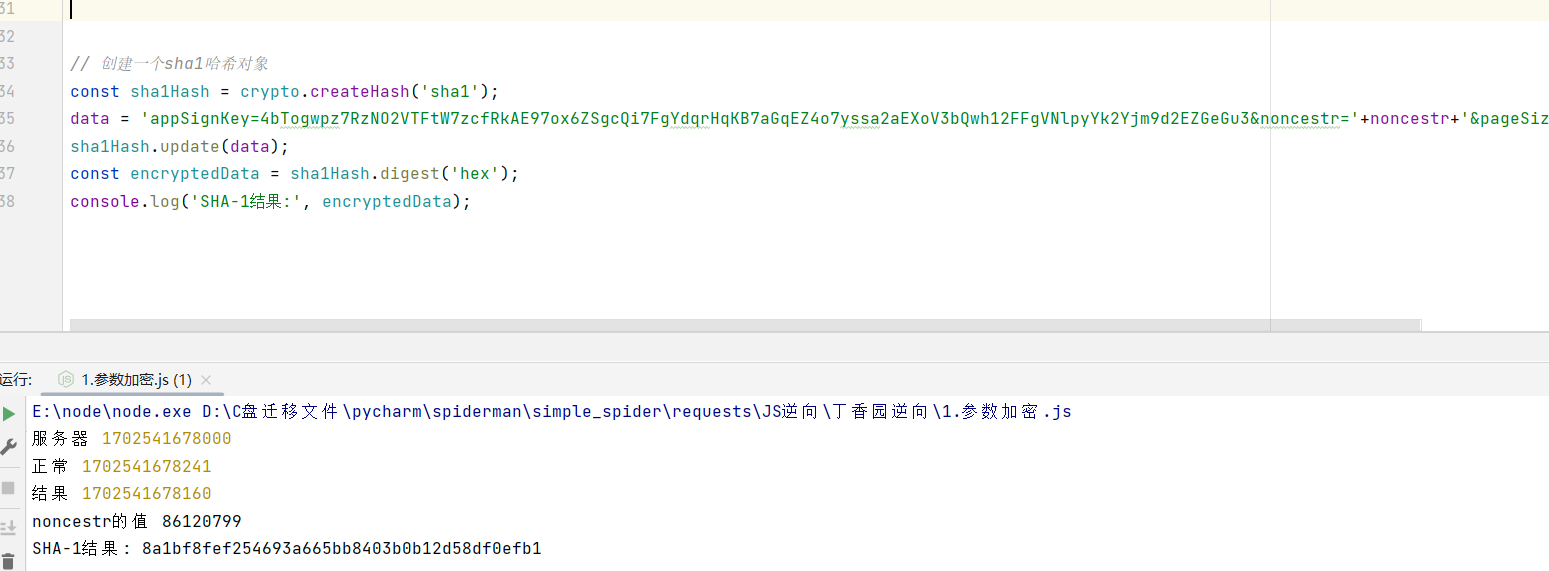 31
32
33 // 创建一个sha1哈希对象
34 const sha1Hash = crypto.createHash('sha1');
35 data = 'appSignKey=4bTogwpz7RzNO2VTFtW7zcfRkAE97ox6ZSgcQi7FgYdqrHqKB7aGqEZ4o7yssa2aEXoV3bQwh12FFgVNlpyYk2Yjm9d2EZGeGu3&noncestr='+noncestr+'&pageSiz
36 sha1Hash.update(data);
37 const encryptedData = sha1Hash.digest('hex');
38 console.log('SHA-1结果:', encryptedData);
运行: 1.参数加密.js (1)
E:\node\node.exe D:\C盘迁移文件\pycharm\spiderman\simple_spider\requests\JS逆向\丁香园逆向\1.参数加密.js
服务器 1702541678000
正常 1702541678241
结果 1702541678160
noncestr的值 86120799
SHA-1结果: 8a1bf8fef254693a665bb8403b0b12d58df0efb1